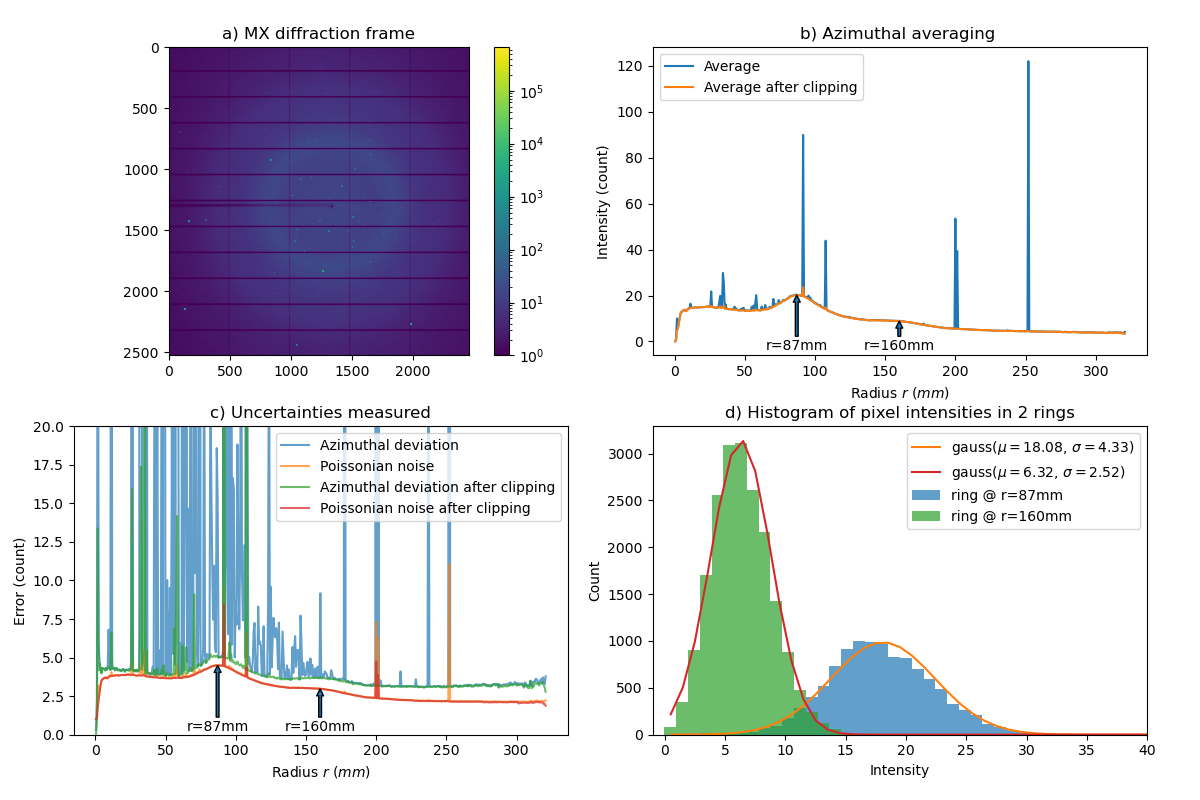 a) MX diffraction frame
0
500
1000
1500
2000
2500
0 500 1000 1500 2000
10^5
10^4
10^3
10^2
10^1
10^0
b) Azimuthal averaging
Average
Average after clipping
Intensity (count)
120
100
80
60
40
20
0
r=87mm r=160mm
0 50 100 150 200 250 300
Radius r (mm)
c) Uncertainties measured
Azimuthal deviation
Poissonian noise
Azimuthal deviation after clipping
Poissonian noise after clipping
Error (count)
20.0
17.5
15.0
12.5
10.0
7.5
5.0
2.5
0.0
r=87mm r=160mm
0 50 100 150 200 250 300
Radius r (mm)
d) Histogram of pixel intensities in 2 rings
gauss(μ = 18.08, σ = 4.33)
gauss(μ = 6.32, σ = 2.52)
ring @ r=87mm
ring @ r=160mm
Count
3000
2500
2000
1500
1000
500
0
0 5 10 15 20 25 30 35 40
Intensity